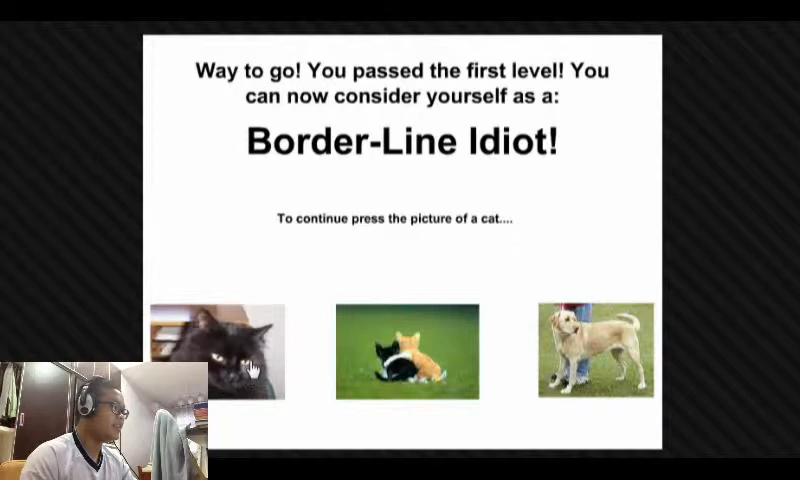 Way to go! You passed the first level! You
can now consider yourself as a:
Border-Line Idiot!
To continue press the picture of a cat....